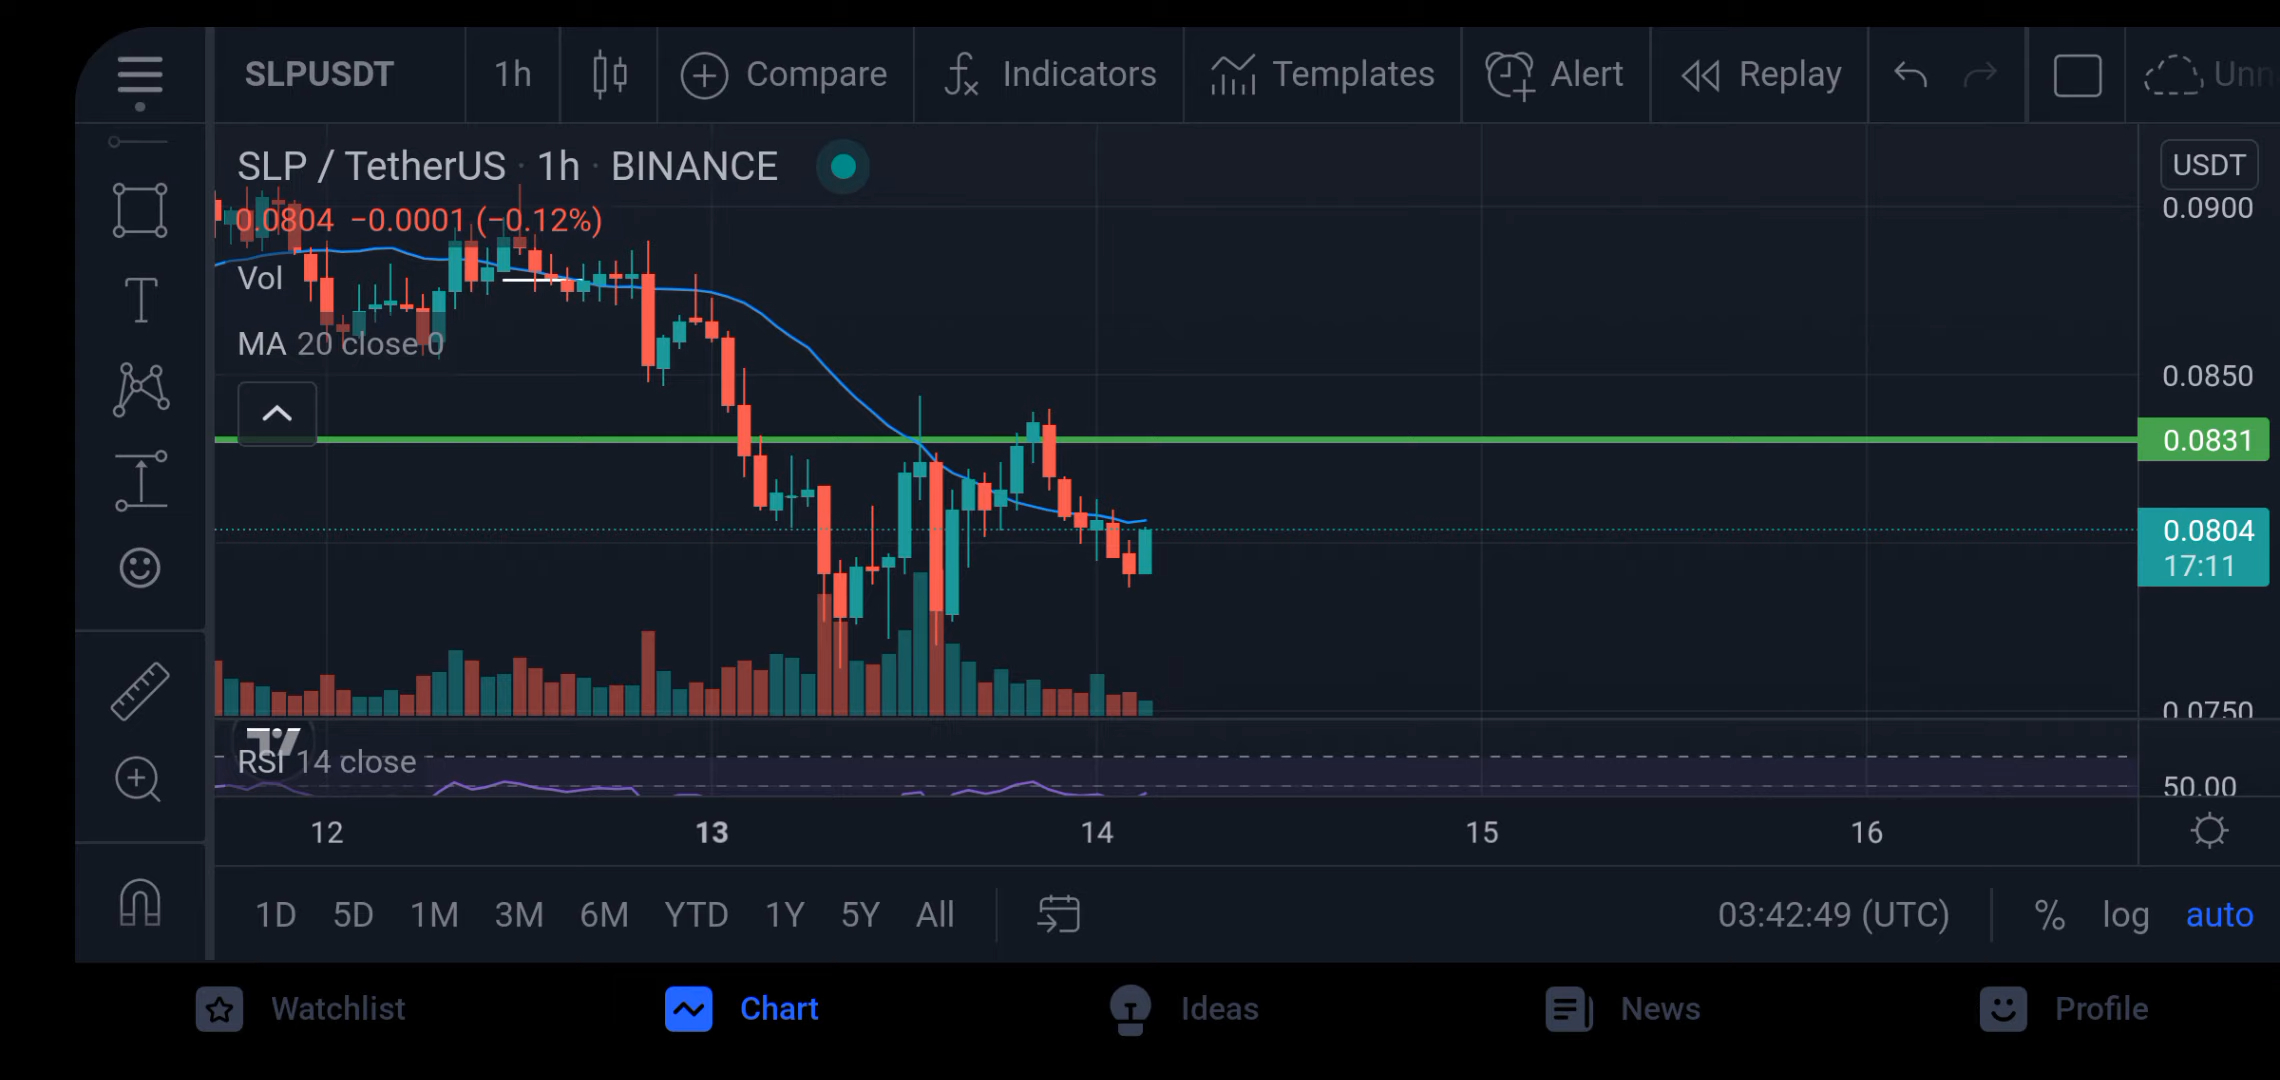 SLPUSDT 1h Compare Indicators Templates Alert Replay Unn
SLP / TetherUS · 1h · BINANCE
USDT
0.0804 −0.0001 (−0.12%)
0.0900
Vol
MA 20 close 0
0.0850
0.0831
0.0804
17:11
0.0750
RSI 14 close
50.00
12 13 14 15 16
1D 5D 1M 3M 6M YTD 1Y 5Y All 03:42:49 (UTC) % log auto
Watchlist Chart Ideas News Profile